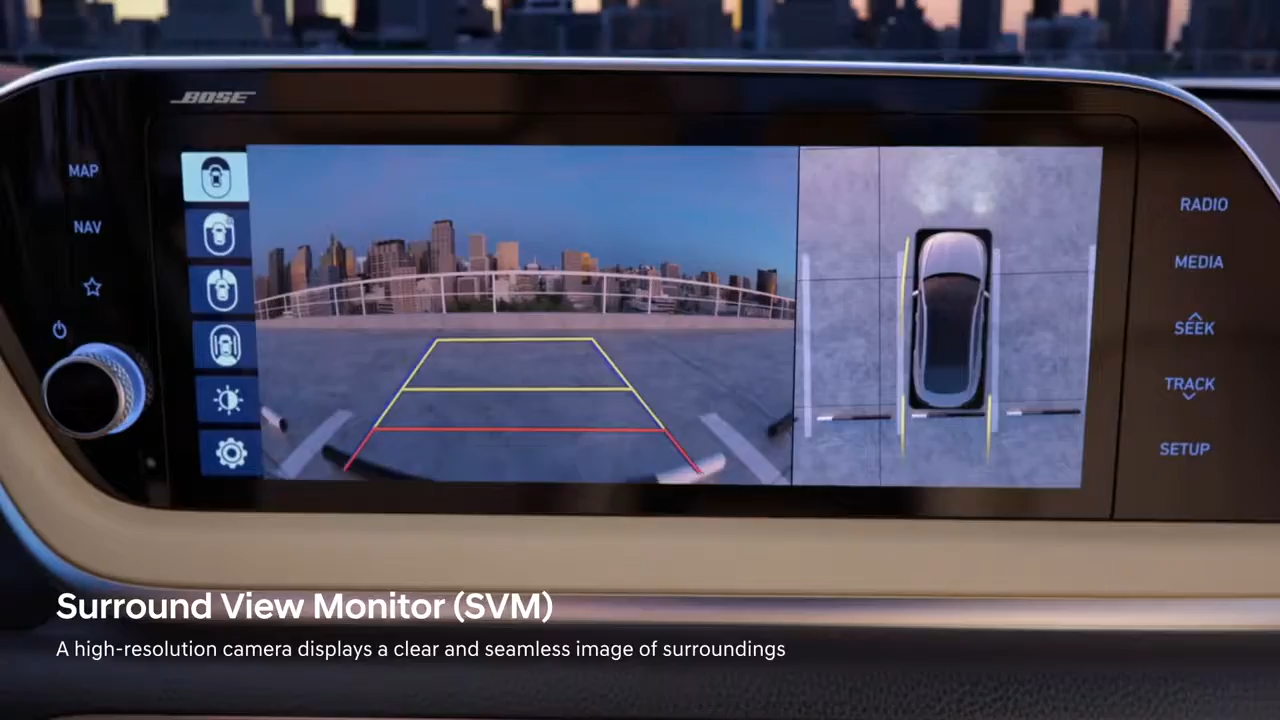 BOSE
MAP
NAV
RADIO
MEDIA
SEEK
TRACK
SETUP
Surround View Monitor (SVM)
A high-resolution camera displays a clear and seamless image of surroundings